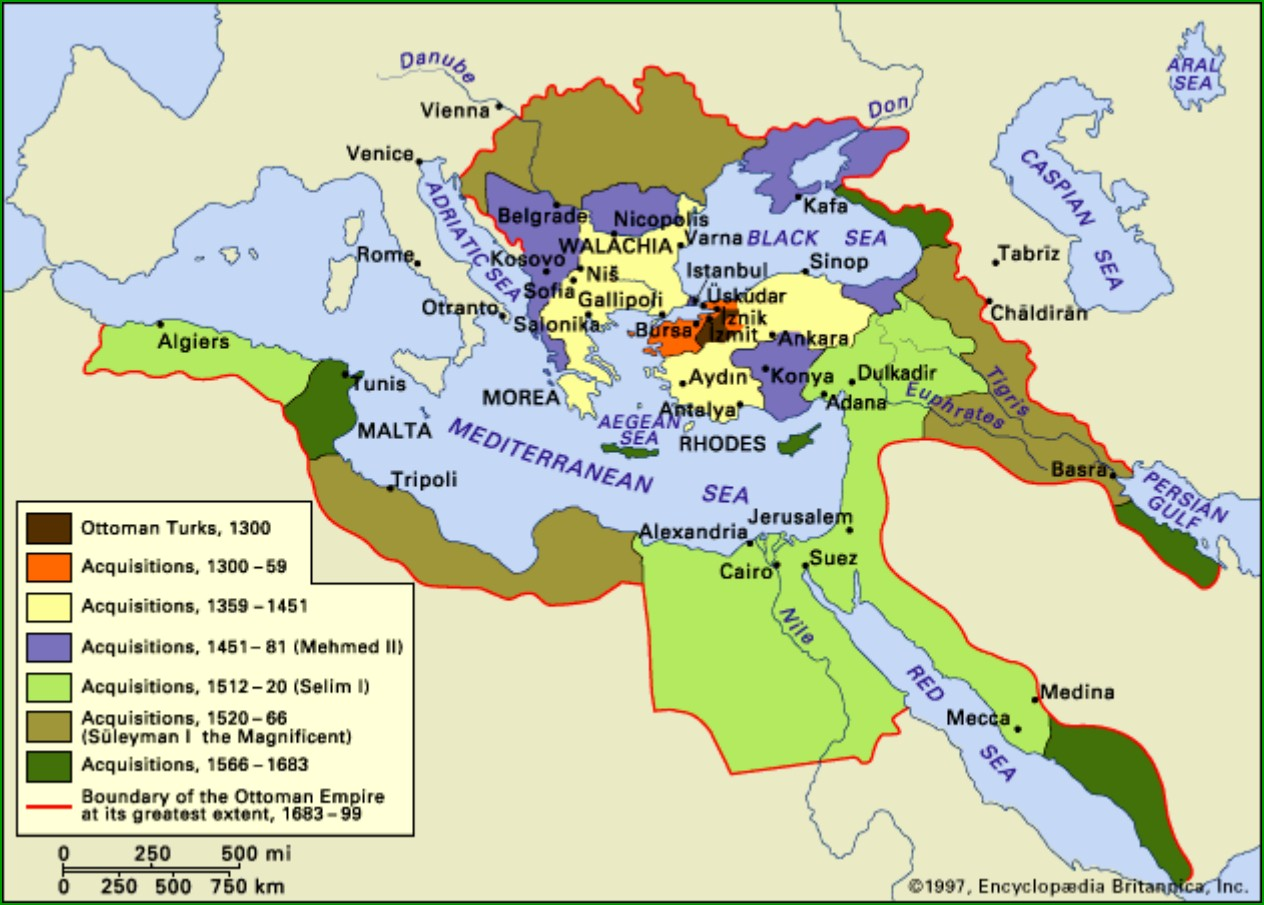 ARAL
SEA
Danube
Vienna
Don
Venice
ADRIATIC SEA
CASPIAN
SEA
Kafa
Belgrade
Nicopolis
WALACHIA
Varna
BLACK SEA
Rome
Kosovo
Niš
Istanbul
Sinop
Tabrīz
Sofia
Gallipoli
Üsküdar
Otranto
Salonika
Bursa
İznik
İzmit
Ankara
Chāldirān
Algiers
Tunis
Aydın
Konya
Dulkadir
Tigris
MOREA
Antalya
Adana
Euphrates
MALTA
AEGEAN
SEA
RHODES
MEDITERRANEAN
SEA
Basra
PERSIAN
GULF
Tripoli
Jerusalem
Alexandria
Cairo
Suez
Nile
RED
SEA
Medina
Mecca
Ottoman Turks, 1300
Acquisitions, 1300–59
Acquisitions, 1359–1451
Acquisitions, 1451–81 (Mehmed II)
Acquisitions, 1512–20 (Selim I)
Acquisitions, 1520–66
(Süleyman I the Magnificent)
Acquisitions, 1566–1683
Boundary of the Ottoman Empire
at its greatest extent, 1683–99
0 250 500 mi
0 250 500 750 km
©1997, Encyclopædia Britannica, Inc.